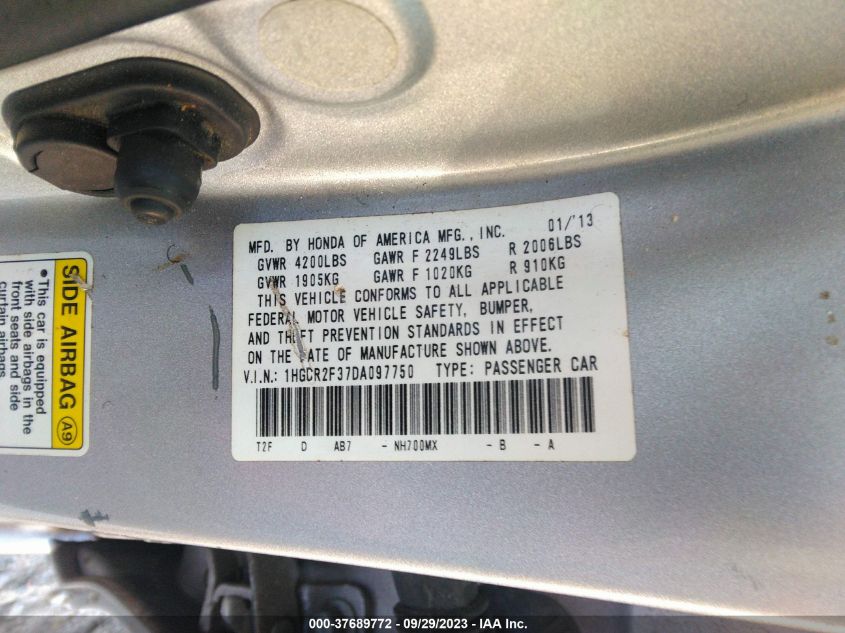 MFD. BY HONDA OF AMERICA MFG., INC. 01/'13
GVWR 4200LBS GAWR F 2249LBS R 2006LBS
GVWR 1905KG GAWR F 1020KG R 910KG
THIS VEHICLE CONFORMS TO ALL APPLICABLE
FEDERAL MOTOR VEHICLE SAFETY, BUMPER,
AND THEFT PREVENTION STANDARDS IN EFFECT
ON THE DATE OF MANUFACTURE SHOWN ABOVE.
V.I.N.: 1HGCR2F37DA097750 TYPE: PASSENGER CAR
T2F D AB7 - NH700MX - B - A
SIDE AIRBAG A9
• This car is equipped
with side airbags in the
front seats and side
curtain airbags
000-37689772 - 09/29/2023 - IAA Inc.